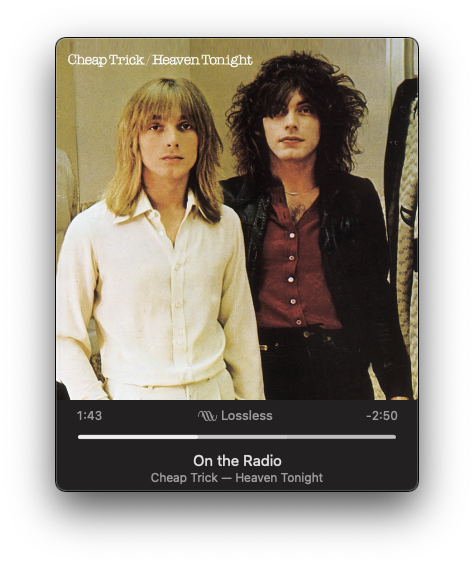 Cheap Trick / Heaven Tonight
1:43 Lossless -2:50
On the Radio
Cheap Trick — Heaven Tonight